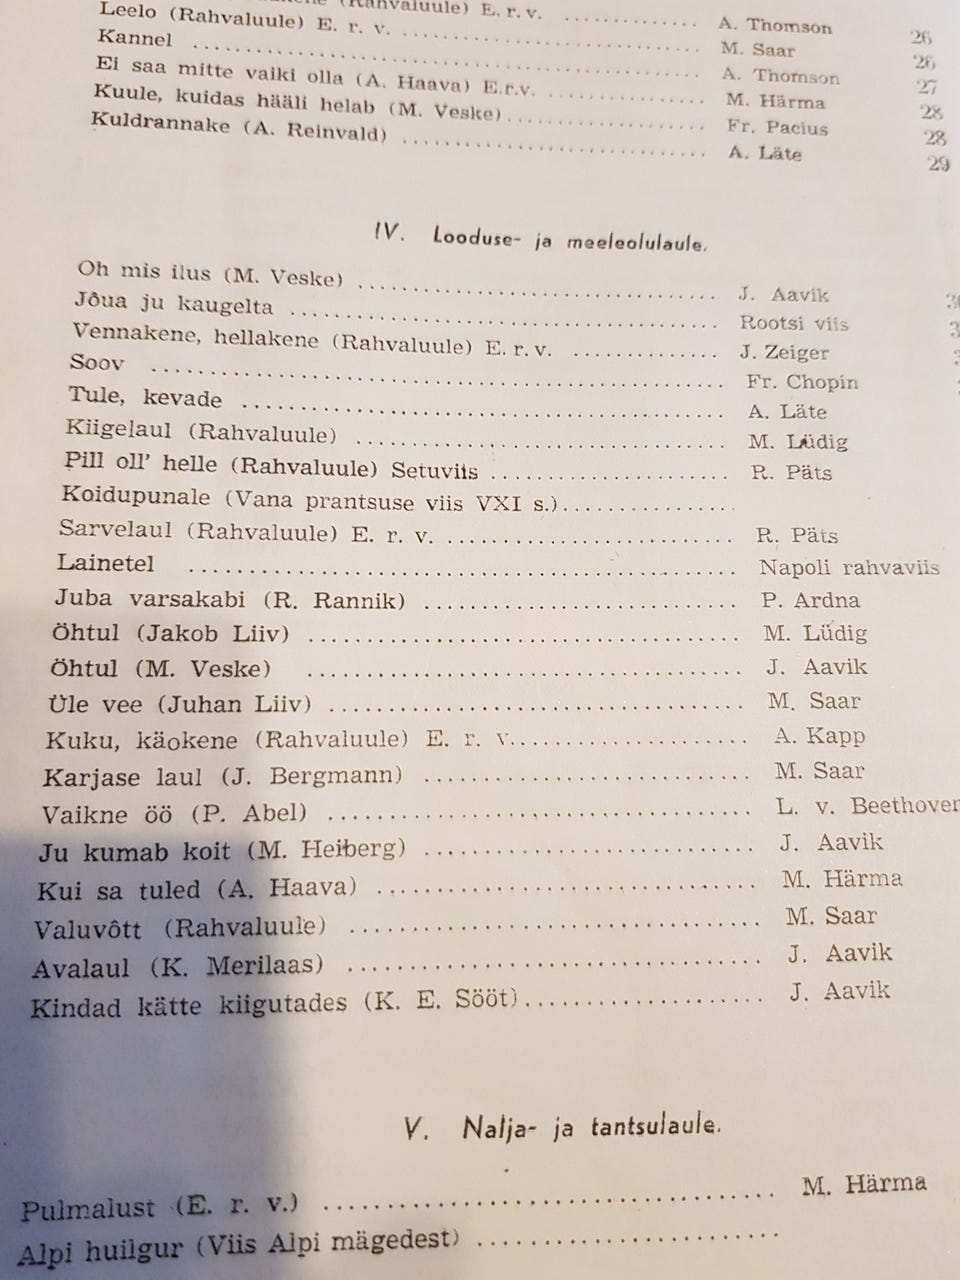 (Rahvaluule) E. r. v. .............. A. Thomson 26
Leelo (Rahvaluule) E. r. v. .............................. M. Saar 26
Kannel .................................................. A. Thomson 27
Ei saa mitte vaiki olla (A. Haava) E.r.v. ................ M. Härma 28
Kuule, kuidas hääli helab (M. Veske) .................... Fr. Pacius 28
Kuldrannake (A. Reinvald) .............................. A. Läte 29
IV. Looduse- ja meeleolulaule.
Oh mis ilus (M. Veske) .................................... J. Aavik
Jôua ju kaugelta .......................................... Rootsi viis
Vennakene, hellakene (Rahvaluule) E. r. v. .............. J. Zeiger
Soov .................................................... Fr. Chopin
Tule, kevade ............................................ A. Läte
Kiigelaul (Rahvaluule) .................................. M. Lüdig
Pill oll' helle (Rahvaluule) Setuviis .................... R. Päts
Koidupunale (Vana prantsuse viis VXI s.) ................
Sarvelaul (Rahvaluule) E. r. v. .......................... R. Päts
Lainetel ................................................ Napoli rahvaviis
Juba varsakabi (R. Rannik) .............................. P. Ardna
Öhtul (Jakob Liiv) ...................................... M. Lüdig
Öhtul (M. Veske) ........................................ J. Aavik
Üle vee (Juhan Liiv) .................................... M. Saar
Kuku, käokene (Rahvaluule) E. r. v. ...................... A. Kapp
Karjase laul (J. Bergmann) .............................. M. Saar
Vaikne öö (P. Abel) ...................................... L. v. Beethoven
Ju kumab koit (M. Heiberg) .............................. J. Aavik
Kui sa tuled (A. Haava) .................................. M. Härma
Valuvôtt (Rahvaluule) .................................... M. Saar
Avalaul (K. Merilaas) .................................... J. Aavik
Kindad kätte kiigutades (K. E. Sööt) .................... J. Aavik
V. Nalja- ja tantsulaule.
Pulmalust (E. r. v.) .................................... M. Härma
Alpi huilgur (Viis Alpi mägedest) ........................